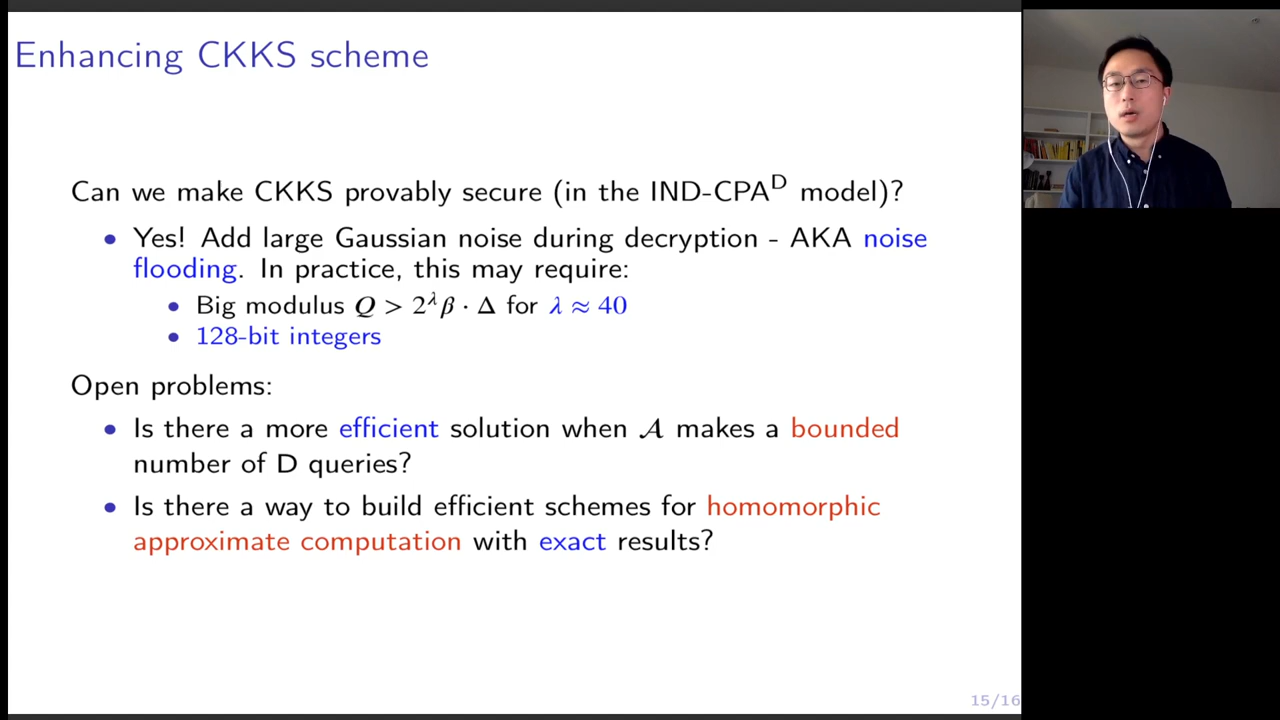 Enhancing CKKS scheme
Can we make CKKS provably secure (in the IND-CPA^D model)?
• Yes! Add large Gaussian noise during decryption - AKA noise
flooding. In practice, this may require:
• Big modulus Q > 2^λ β · Δ for λ ≈ 40
• 128-bit integers
Open problems:
• Is there a more efficient solution when 𝒜 makes a bounded
number of D queries?
• Is there a way to build efficient schemes for homomorphic
approximate computation with exact results?
15/16